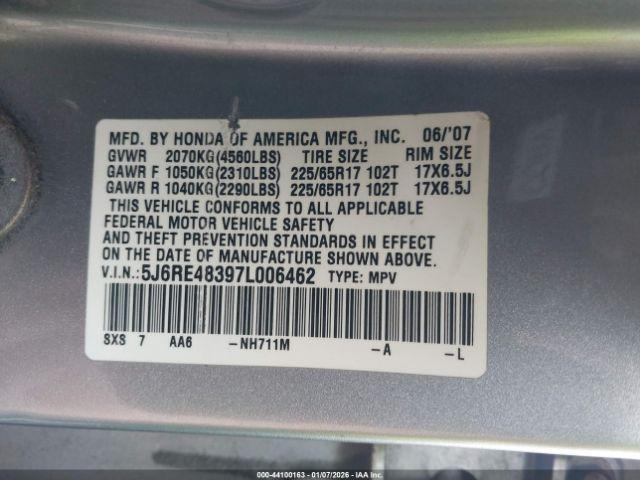 MFD. BY HONDA OF AMERICA MFG., INC. 06/'07
GVWR 2070KG(4560LBS) TIRE SIZE RIM SIZE
GAWR F 1050KG(2310LBS) 225/65R17 102T 17X6.5J
GAWR R 1040KG(2290LBS) 225/65R17 102T 17X6.5J
THIS VEHICLE CONFORMS TO ALL APPLICABLE
FEDERAL MOTOR VEHICLE SAFETY
AND THEFT PREVENTION STANDARDS IN EFFECT
ON THE DATE OF MANUFACTURE SHOWN ABOVE.
V.I.N.: 5J6RE48397L006462 TYPE: MPV
SXS 7 AA6 -NH711M -A -L
000-44100163 - 01/07/2026 - Copyright IAA Inc.